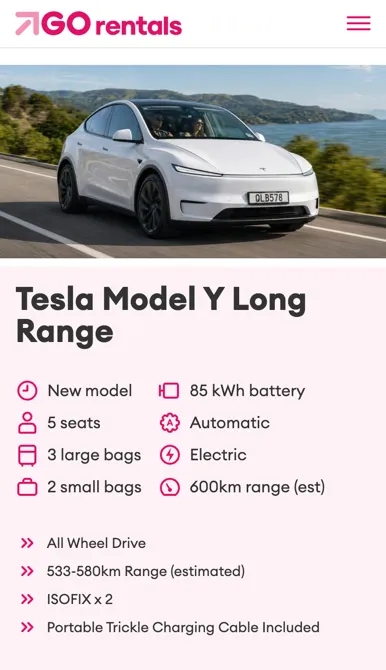 GO rentals
QLB578
Tesla Model Y Long
Range
New model
85 kWh battery
5 seats
A
Automatic
3 large bags
Electric
2 small bags
600km range (est)
All Wheel Drive
533-580km Range (estimated)
ISOFIX x 2
Portable Trickle Charging Cable Included